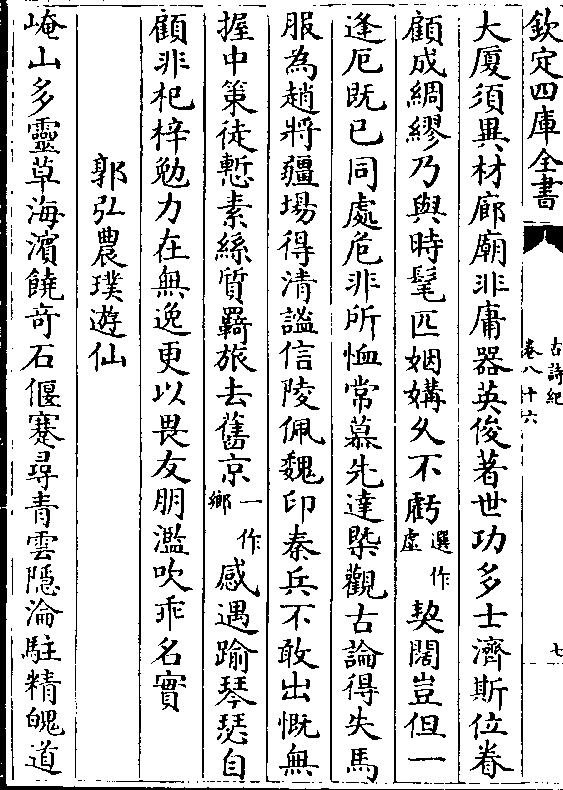 欽定四庫全書
古詩紀
卷八十六
七
大厦須異材廊廟非庸器英俊著世功多士濟斯位眷
顧成綢繆乃與時髦匹姻媾久不虧選作虛契闊豈但一
逢厄既已同處危非所恤常慕先達槩觀古論得失馬
服為趙將疆場得清謐信陵佩魏印秦兵不敢出慨無
握中策徒慙素絲質羇旅去舊京一作鄉感遇踰琴瑟自
顧非杞梓勉力在無逸更以畏友朋濫吹乖名實
郭弘農璞遊仙
崦山多靈草海濱饒竒石偃蹇尋青雲隱淪駐精魄道